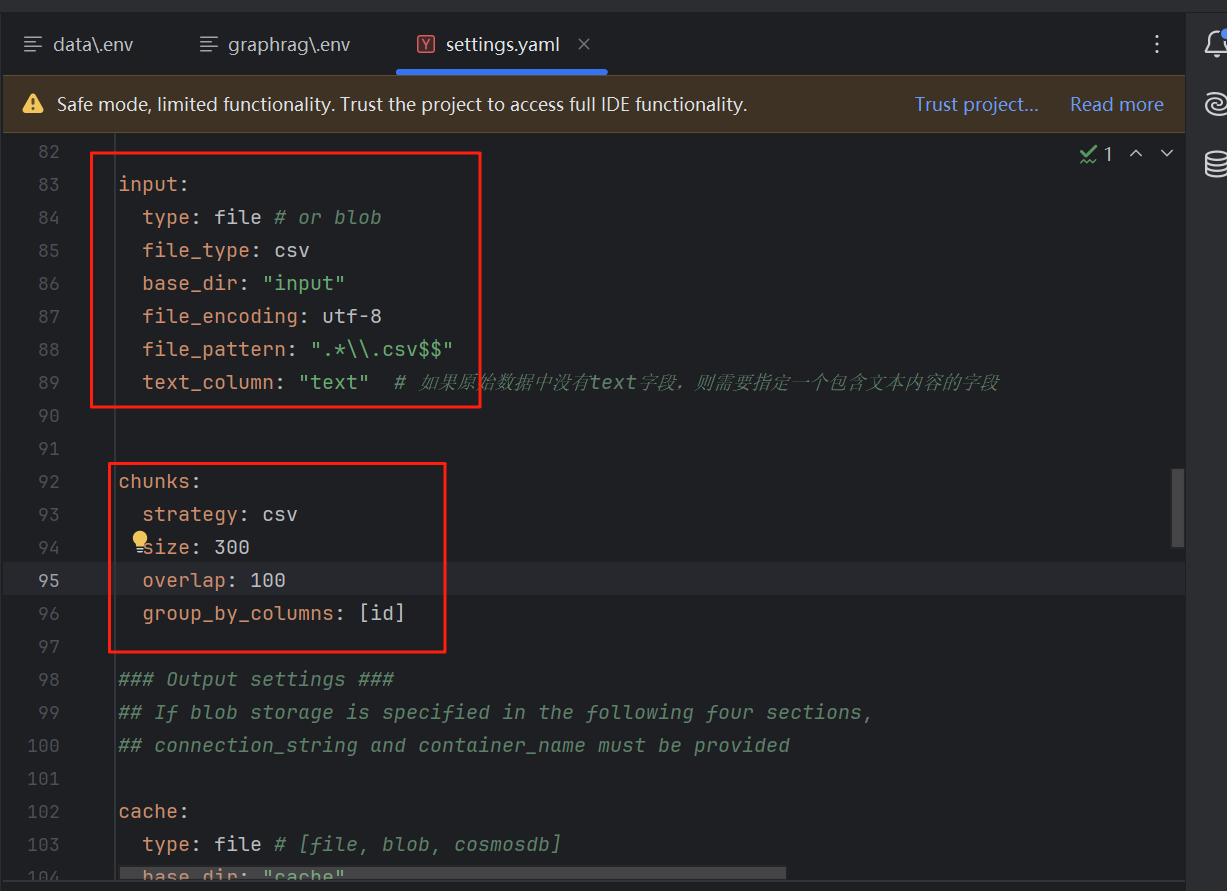 data\.env graphrag\.env settings.yaml
Safe mode, limited functionality. Trust the project to access full IDE functionality. Trust project... Read more
82
83 input:
84 type: file # or blob
85 file_type: csv
86 base_dir: "input"
87 file_encoding: utf-8
88 file_pattern: ".*\\.csv$$"
89 text_column: "text" # 如果原始数据中没有text字段，则需要指定一个包含文本内容的字段
90
91
92 chunks:
93 strategy: csv
94 size: 300
95 overlap: 100
96 group_by_columns: [id]
97
98 ### Output settings ###
99 ## If blob storage is specified in the following four sections,
100 ## connection_string and container_name must be provided
101
102 cache:
103 type: file # [file, blob, cosmosdb]
104 base_dir: "cache"
1